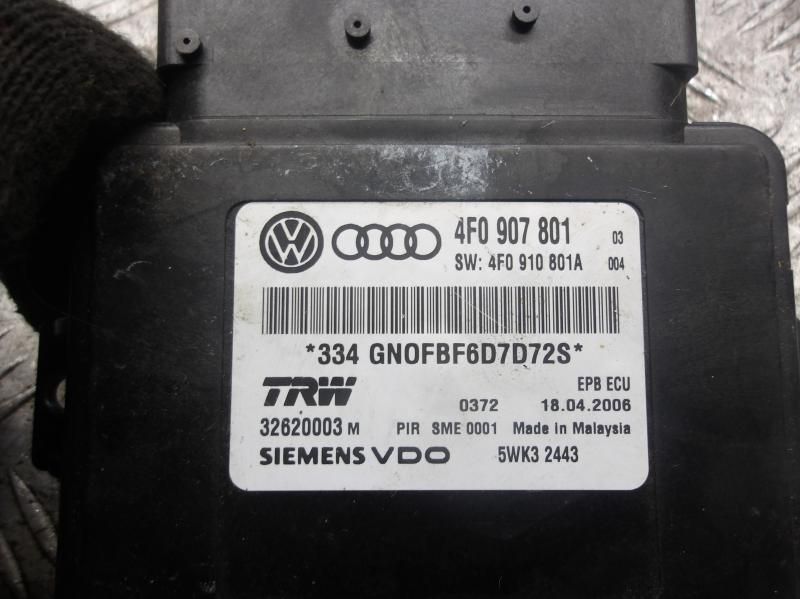 4F0 907 801 03
SW: 4F0 910 801A 004
*334 GN0FBF6D7D72S*
TRW EPB ECU
0372 18.04.2006
32620003 M PIR SME 0001 Made in Malaysia
SIEMENS VDO 5WK3 2443